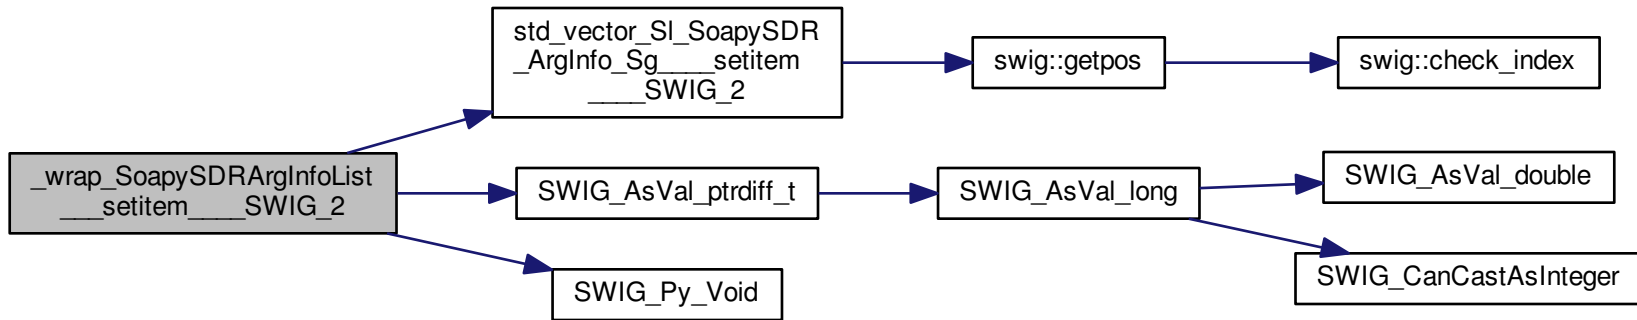 _wrap_SoapySDRArgInfoList
___setitem____SWIG_2
std_vector_Sl_SoapySDR
_ArgInfo_Sg____setitem
____SWIG_2
swig::getpos
swig::check_index
SWIG_AsVal_ptrdiff_t
SWIG_AsVal_long
SWIG_AsVal_double
SWIG_CanCastAsInteger
SWIG_Py_Void